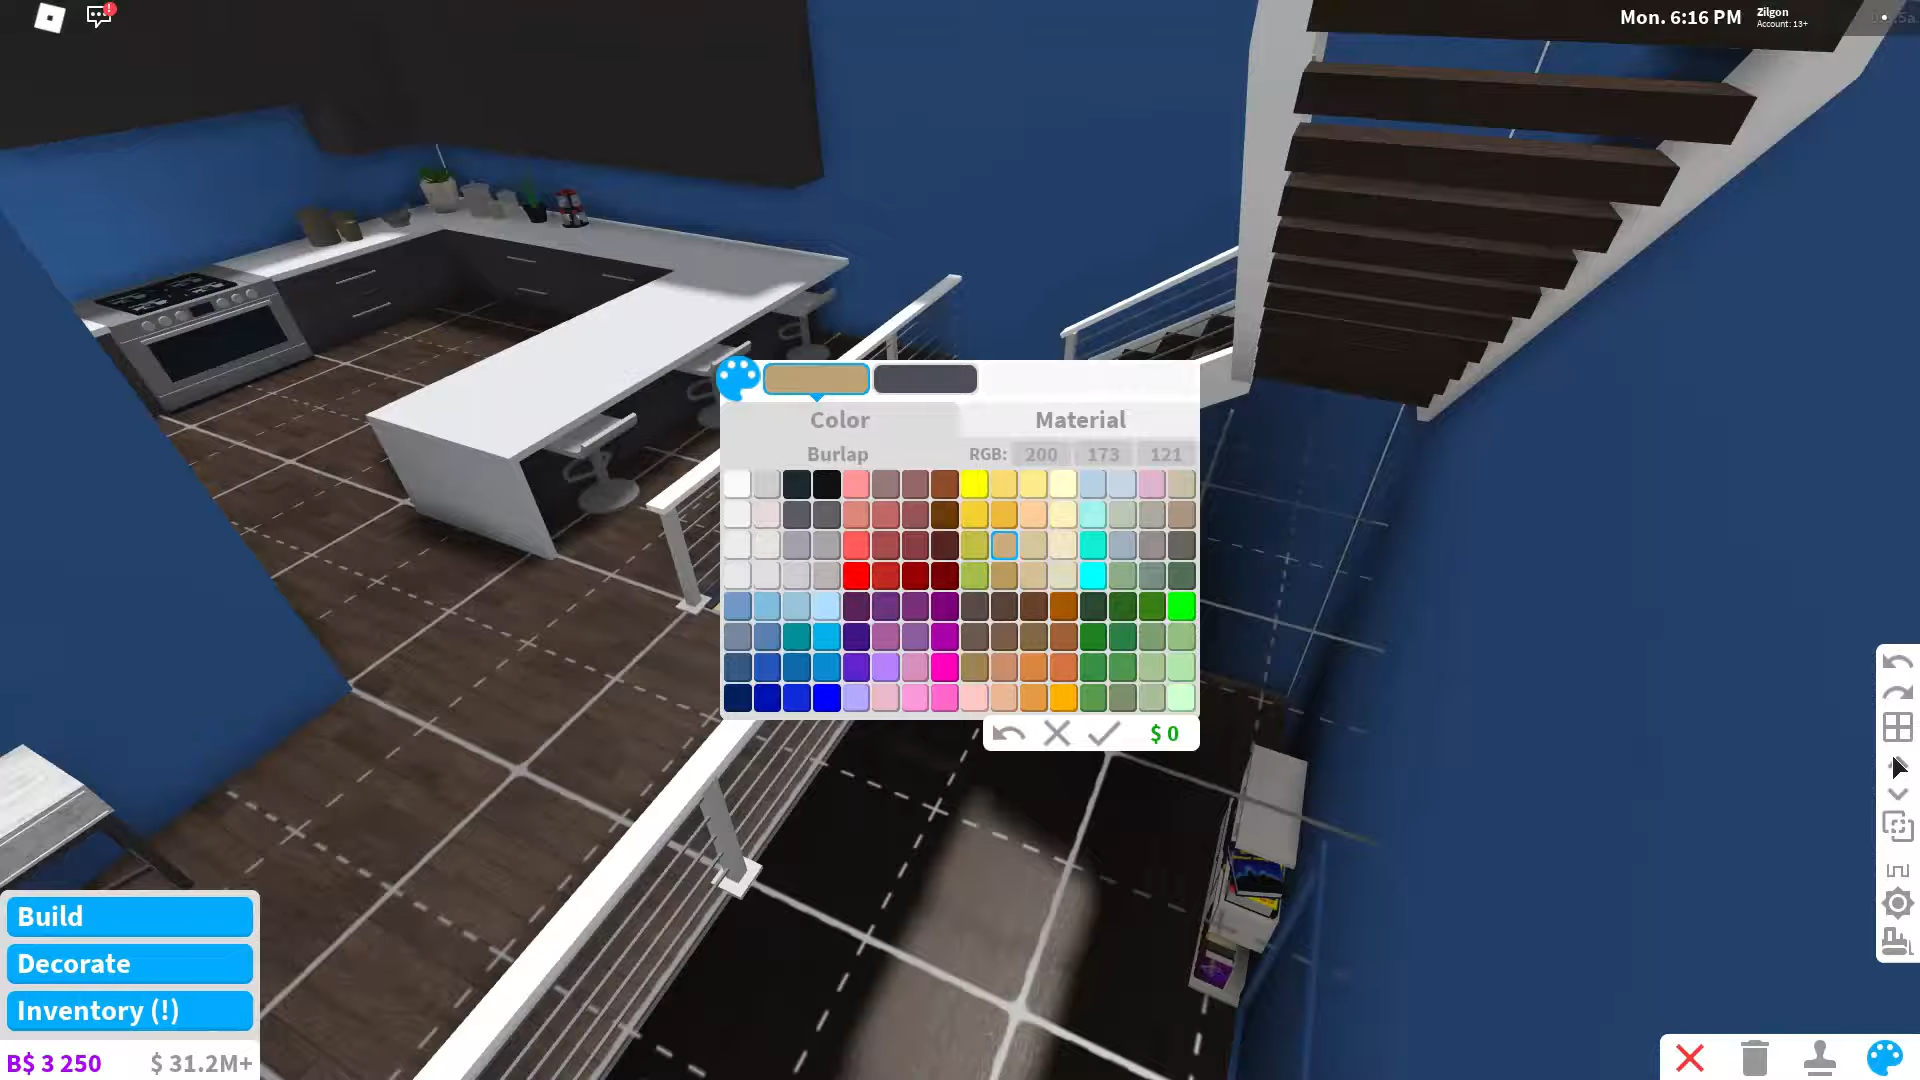 Mon. 6:16 PM
Zilgon
Account: 13+
Color
Material
Burlap
RGB: 200 173 121
$ 0
Build
Decorate
Inventory (!)
B$ 3 250
$ 31.2M+